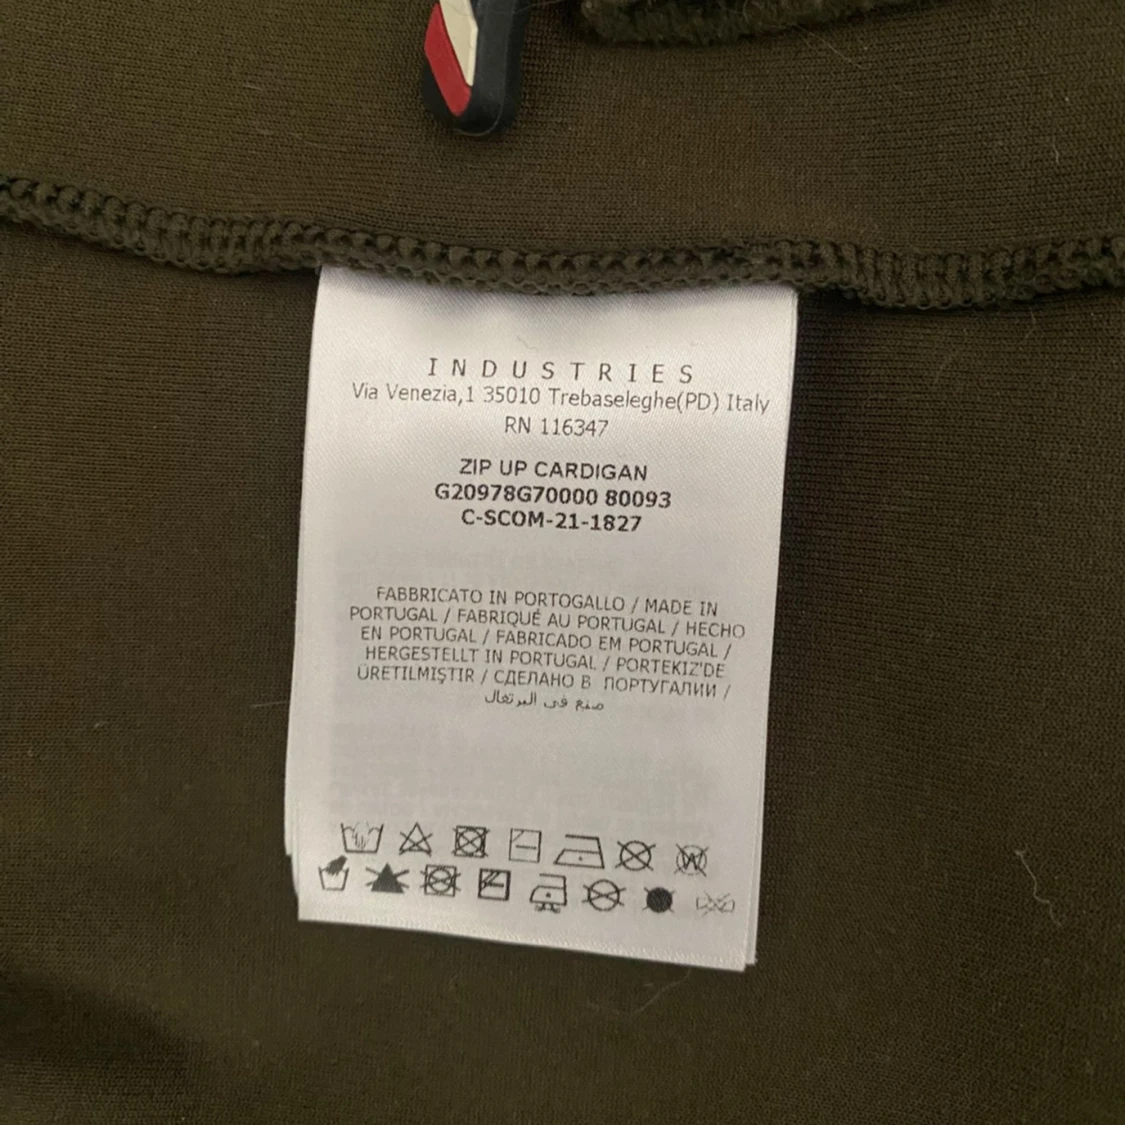 INDUSTRIES
Via Venezia,1 35010 Trebaseleghe(PD) Italy
RN 116347
ZIP UP CARDIGAN
G20978G70000 80093
C-SCOM-21-1827
FABBRICATO IN PORTOGALLO / MADE IN
PORTUGAL / FABRIQUÉ AU PORTUGAL / HECHO
EN PORTUGAL / FABRICADO EM PORTUGAL /
HERGESTELLT IN PORTUGAL / PORTEKIZ'DE
ÜRETILMIŞTIR / СДЕЛАНО В ПОРТУГАЛИИ /
صنع في البرتغال
W